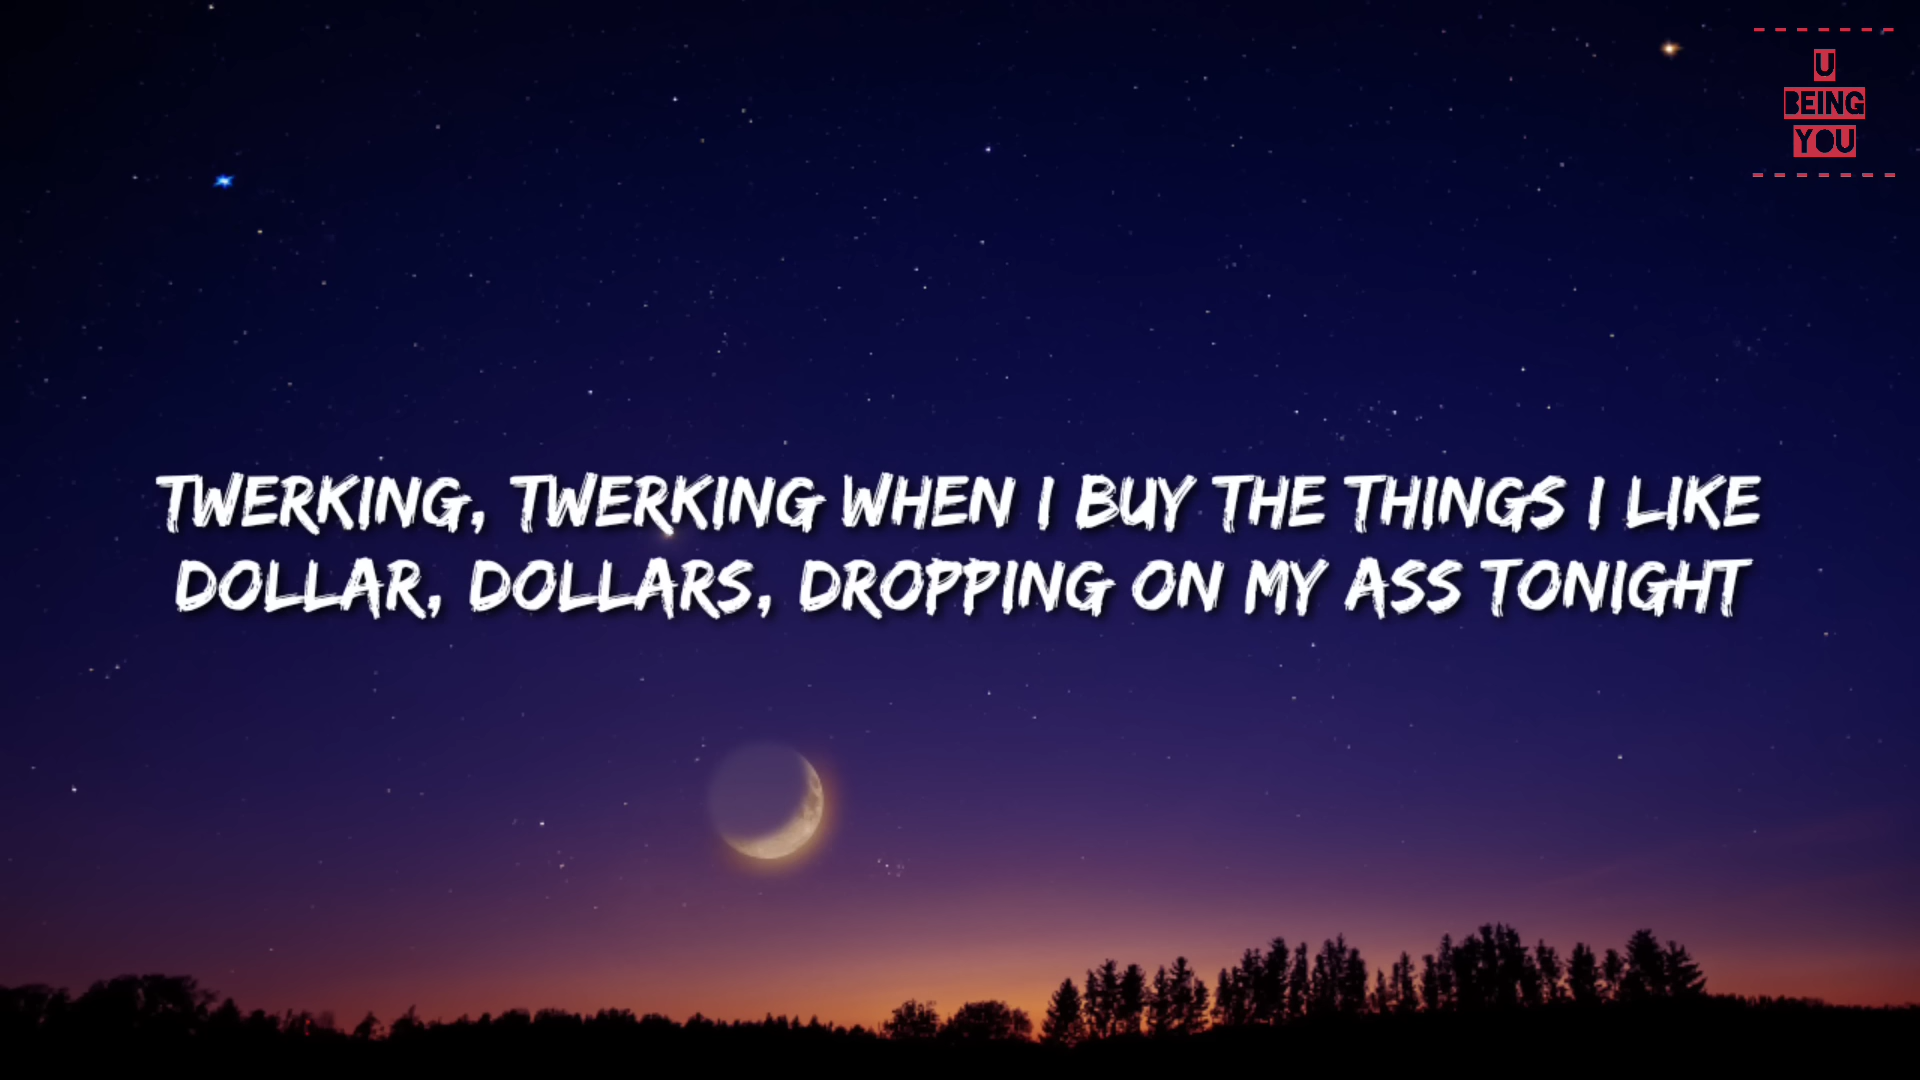 U
BEING
YOU
TWERKING, TWERKING WHEN I BUY THE THINGS I LIKE
DOLLAR, DOLLARS, DROPPING ON MY ASS TONIGHT